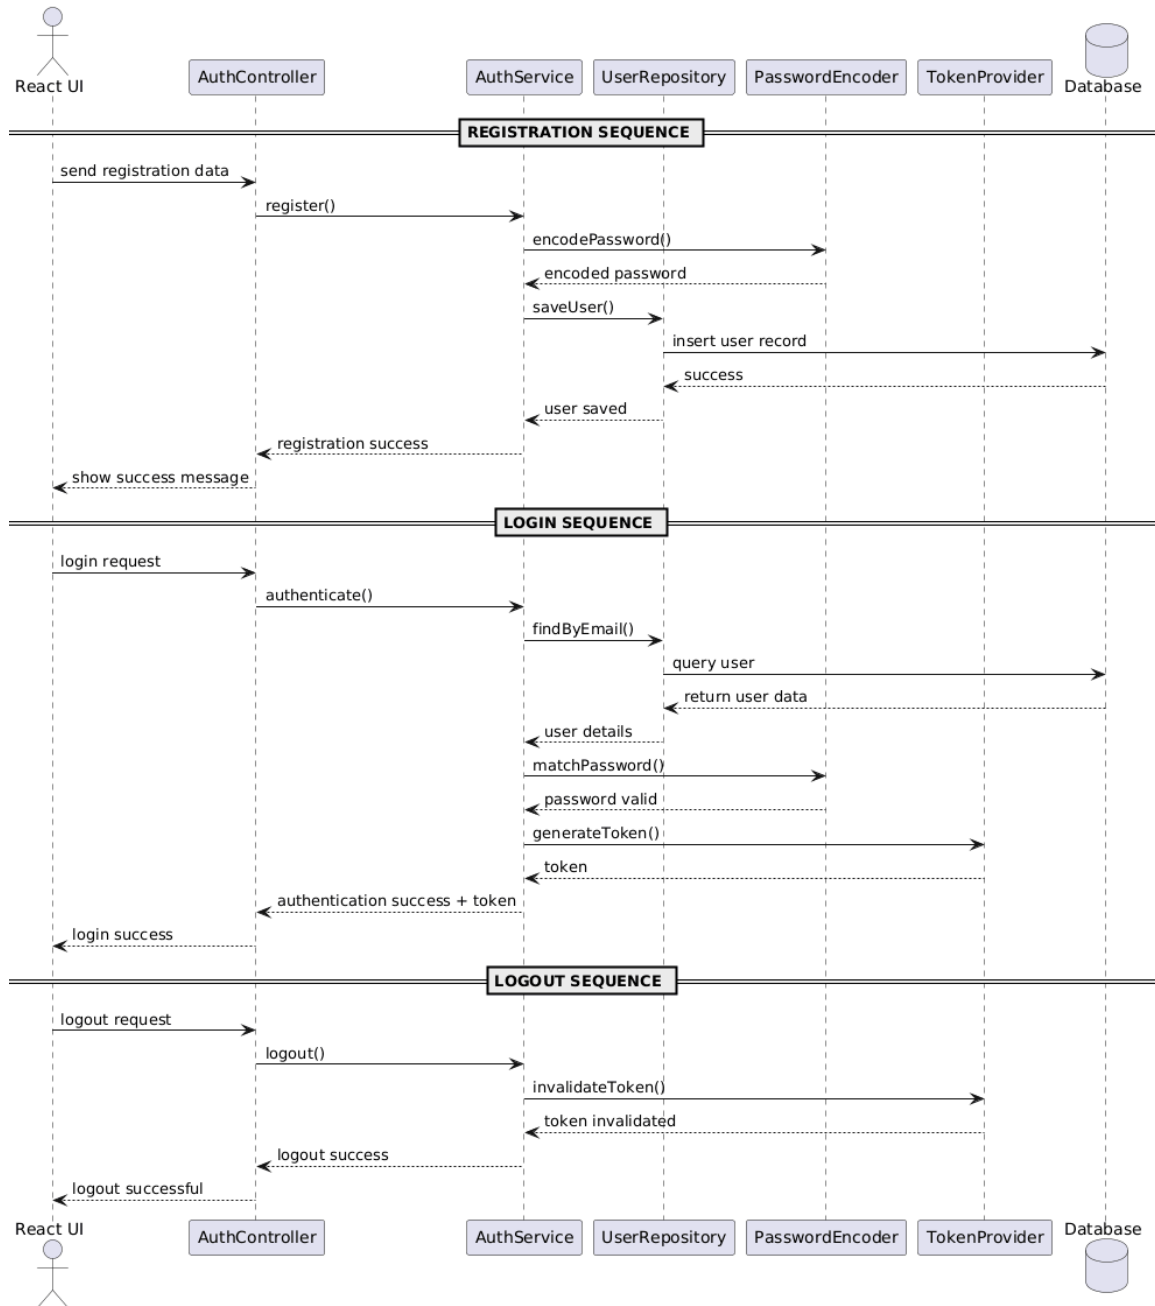 React UI
AuthController
AuthService
UserRepository
PasswordEncoder
TokenProvider
Database
REGISTRATION SEQUENCE
send registration data
register()
encodePassword()
encoded password
saveUser()
insert user record
success
user saved
registration success
show success message
LOGIN SEQUENCE
login request
authenticate()
findByEmail()
query user
return user data
user details
matchPassword()
password valid
generateToken()
token
authentication success + token
login success
LOGOUT SEQUENCE
logout request
logout()
invalidateToken()
token invalidated
logout success
logout successful
React UI
AuthController
AuthService
UserRepository
PasswordEncoder
TokenProvider
Database